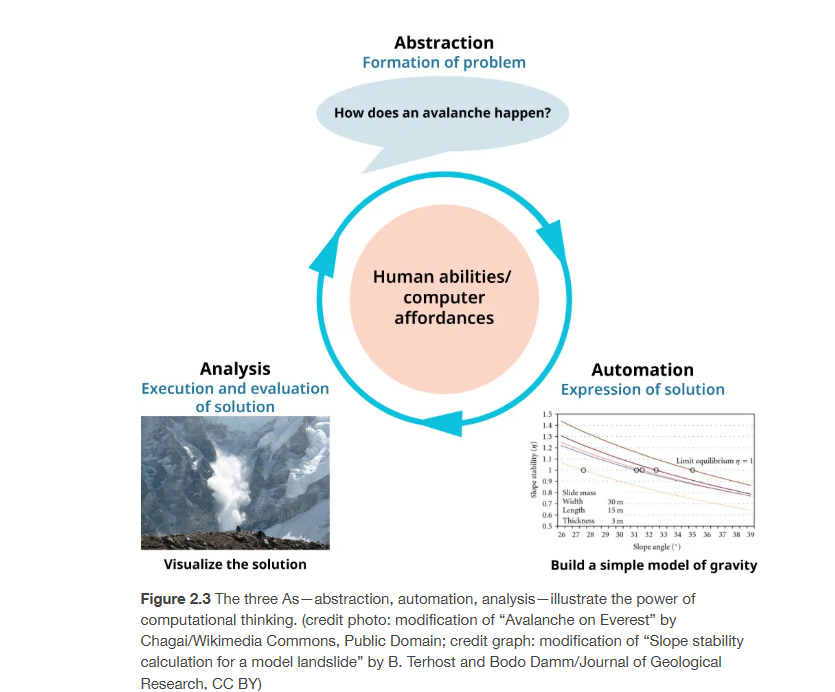 Abstraction
Formation of problem
How does an avalanche happen?
Human abilities/
computer
affordances
Analysis
Execution and evaluation
of solution
Visualize the solution
Automation
Expression of solution
1.5
1.4
1.3
1.2
1.1
1
0.9
0.8
0.7
0.6
0.5
Slope stability (η)
Limit equilibrium η = 1
Slide mass
Width 30 m
Length 15 m
Thickness 3 m
26 27 28 29 30 31 32 33 34 35 36 37 38 39
Slope angle (°)
Build a simple model of gravity
Figure 2.3 The three As—abstraction, automation, analysis—illustrate the power of
computational thinking. (credit photo: modification of “Avalanche on Everest” by
Chagai/Wikimedia Commons, Public Domain; credit graph: modification of “Slope stability
calculation for a model landslide” by B. Terhost and Bodo Damm/Journal of Geological
Research, CC BY)